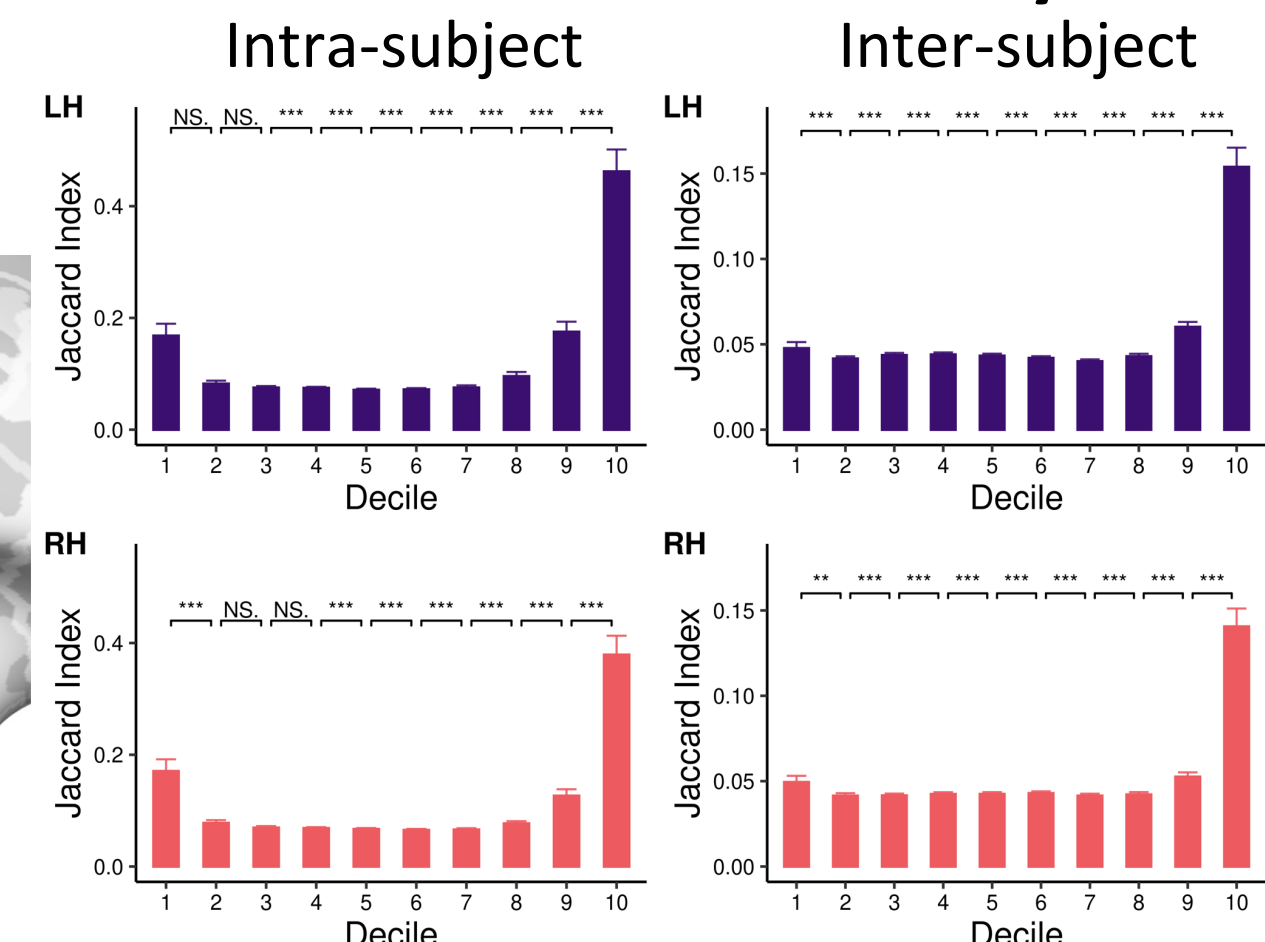 Intra-subject
Inter-subject
LH
NS. NS. *** *** *** *** *** *** ***
Jaccard Index
0.4
0.2
0.0
1 2 3 4 5 6 7 8 9 10
Decile
LH
*** *** *** *** *** *** *** *** ***
Jaccard Index
0.15
0.10
0.05
0.00
1 2 3 4 5 6 7 8 9 10
Decile
RH
*** NS. NS. *** *** *** *** *** ***
Jaccard Index
0.4
0.2
0.0
1 2 3 4 5 6 7 8 9 10
Decile
RH
** *** *** *** *** *** *** *** ***
Jaccard Index
0.15
0.10
0.05
0.00
1 2 3 4 5 6 7 8 9 10
Decile